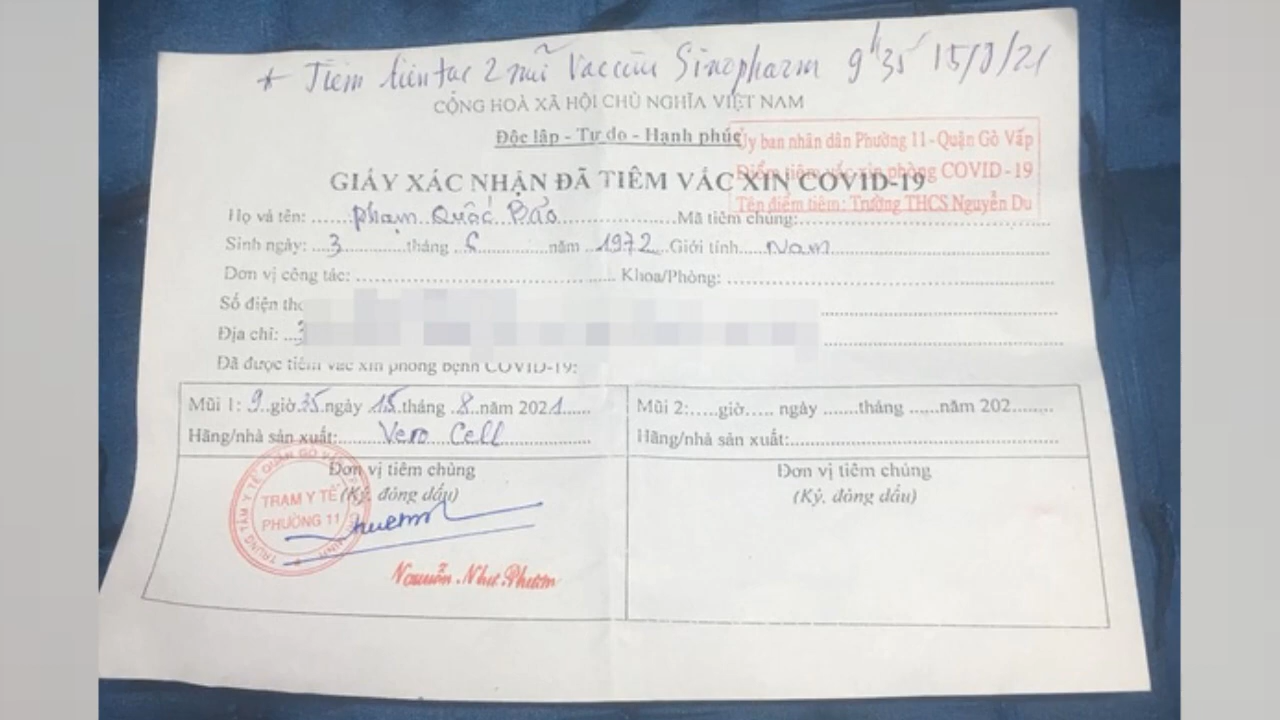 * Tiêm liên tục 2 mũi Vaccin Sinopharm 9h35 15/8/21
CỘNG HOÀ XÃ HỘI CHỦ NGHĨA VIỆT NAM
Độc lập - Tự do - Hạnh phúc
Ủy ban nhân dân Phường 11 - Quận Gò Vấp
Điểm tiêm vắc xin phòng COVID -19
Tên điểm tiêm: Trường THCS Nguyễn Du
GIẤY XÁC NHẬN ĐÃ TIÊM VẮC XIN COVID-19
Họ và tên: Phạm Quốc Bảo Mã tiêm chủng:
Sinh ngày: 3 tháng 6 năm 1972 Giới tính Nam
Đơn vị công tác: Khoa/Phòng:
Số điện
Địa chỉ:
Đã được tiêm vắc xin phòng bệnh COVID-19:
Mũi 1: 9 giờ 35 ngày 15 tháng 8 năm 2021
Hãng/nhà sản xuất: Vero Cell
Đơn vị tiêm chủng
(Ký, đóng dấu)
TRUNG TÂM Y TẾ QUẬN GÒ VẤP
TRẠM Y TẾ
PHƯỜNG 11
Nguyễn Như
Mũi 2: giờ ngày tháng năm 202
Hãng/nhà sản xuất:
Đơn vị tiêm chủng
(Ký, đóng dấu)